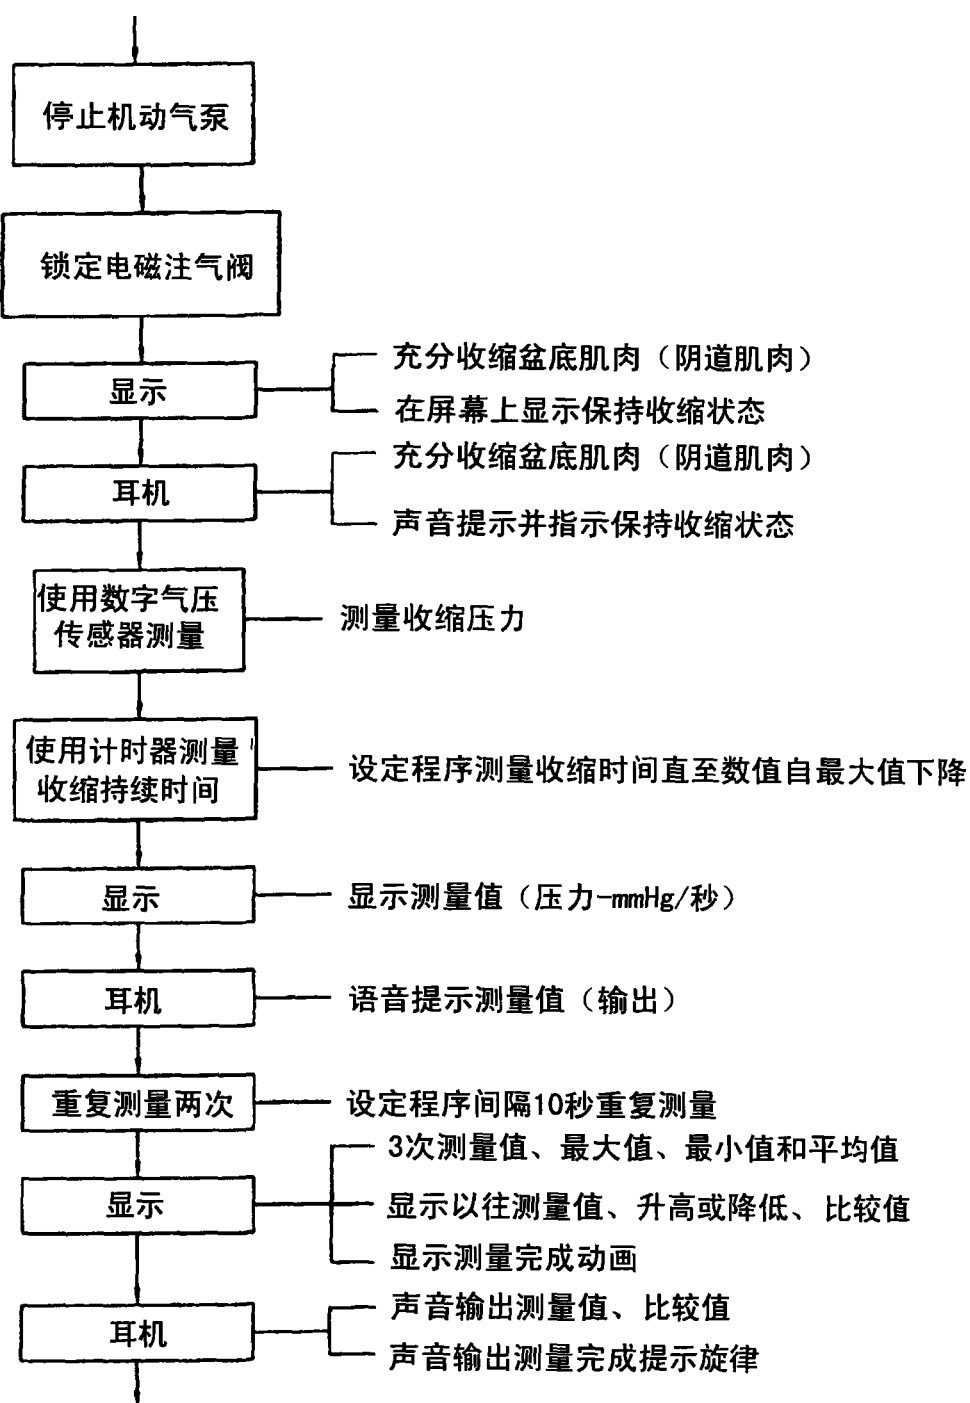 停止机动气泵
锁定电磁注气阀
充分收缩盆底肌肉（阴道肌肉）
显示
在屏幕上显示保持收缩状态
充分收缩盆底肌肉（阴道肌肉）
耳机
声音提示并指示保持收缩状态
使用数字气压
传感器测量
测量收缩压力
使用计时器测量
收缩持续时间
设定程序测量收缩时间直至数值自最大值下降
显示
显示测量值（压力-mmHg/秒）
耳机
语音提示测量值（输出）
重复测量两次
设定程序间隔10秒重复测量
3次测量值、最大值、最小值和平均值
显示
显示以往测量值、升高或降低、比较值
显示测量完成动画
声音输出测量值、比较值
耳机
声音输出测量完成提示旋律